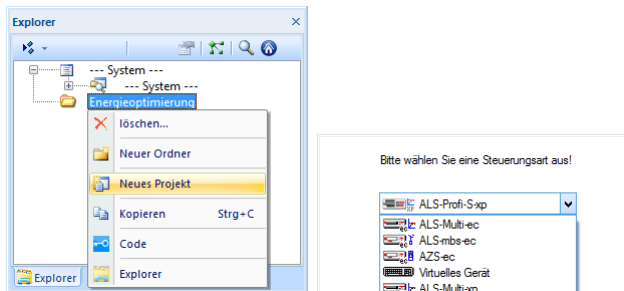 Explorer
--- System ---
--- System ---
Energieoptimierung
löschen...
Neuer Ordner
Neues Projekt
Kopieren Strg+C
Code
Explorer
Explorer
Bitte wählen Sie eine Steuerungsart aus!
ALS-Profi-S-xp
ALS-Multi-ec
ALS-mbs-ec
AZS-ec
Virtuelles Gerät
ALS-Multi-xp